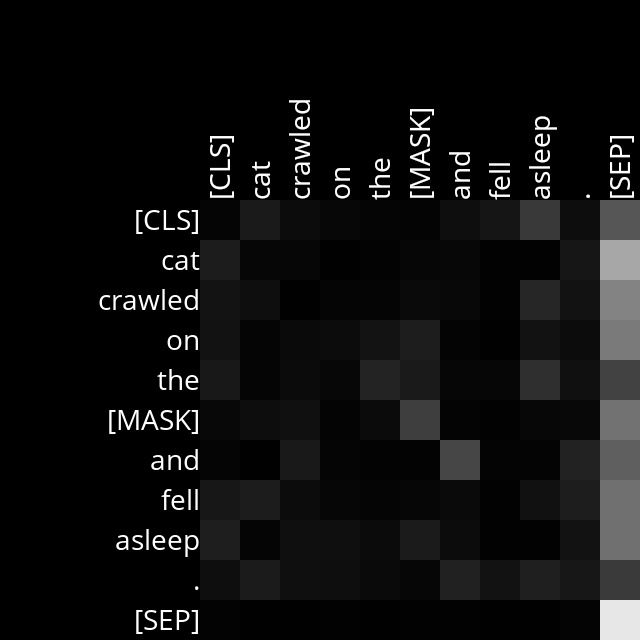 [CLS] cat crawled on the [MASK] and fell asleep . [SEP]
[CLS]
cat
crawled
on
the
[MASK]
and
fell
asleep
.
[SEP]